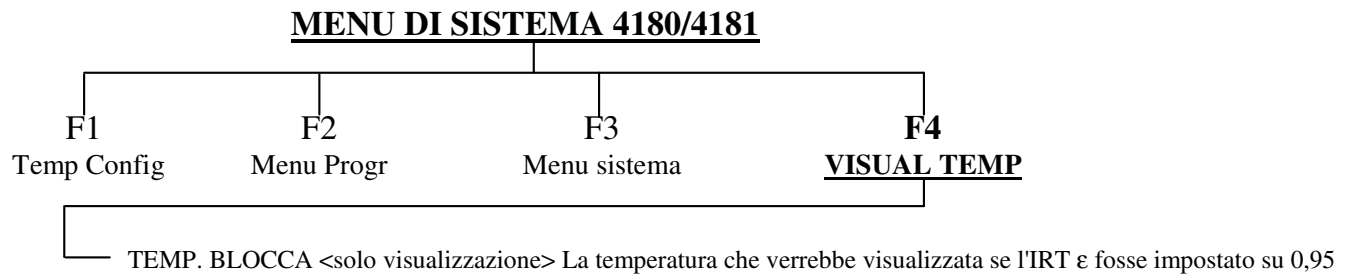 MENU DI SISTEMA 4180/4181
F1 F2 F3 F4
Temp Config Menu Progr Menu sistema VISUAL TEMP
TEMP. BLOCCA <solo visualizzazione> La temperatura che verrebbe visualizzata se l'IRT ε fosse impostato su 0,95